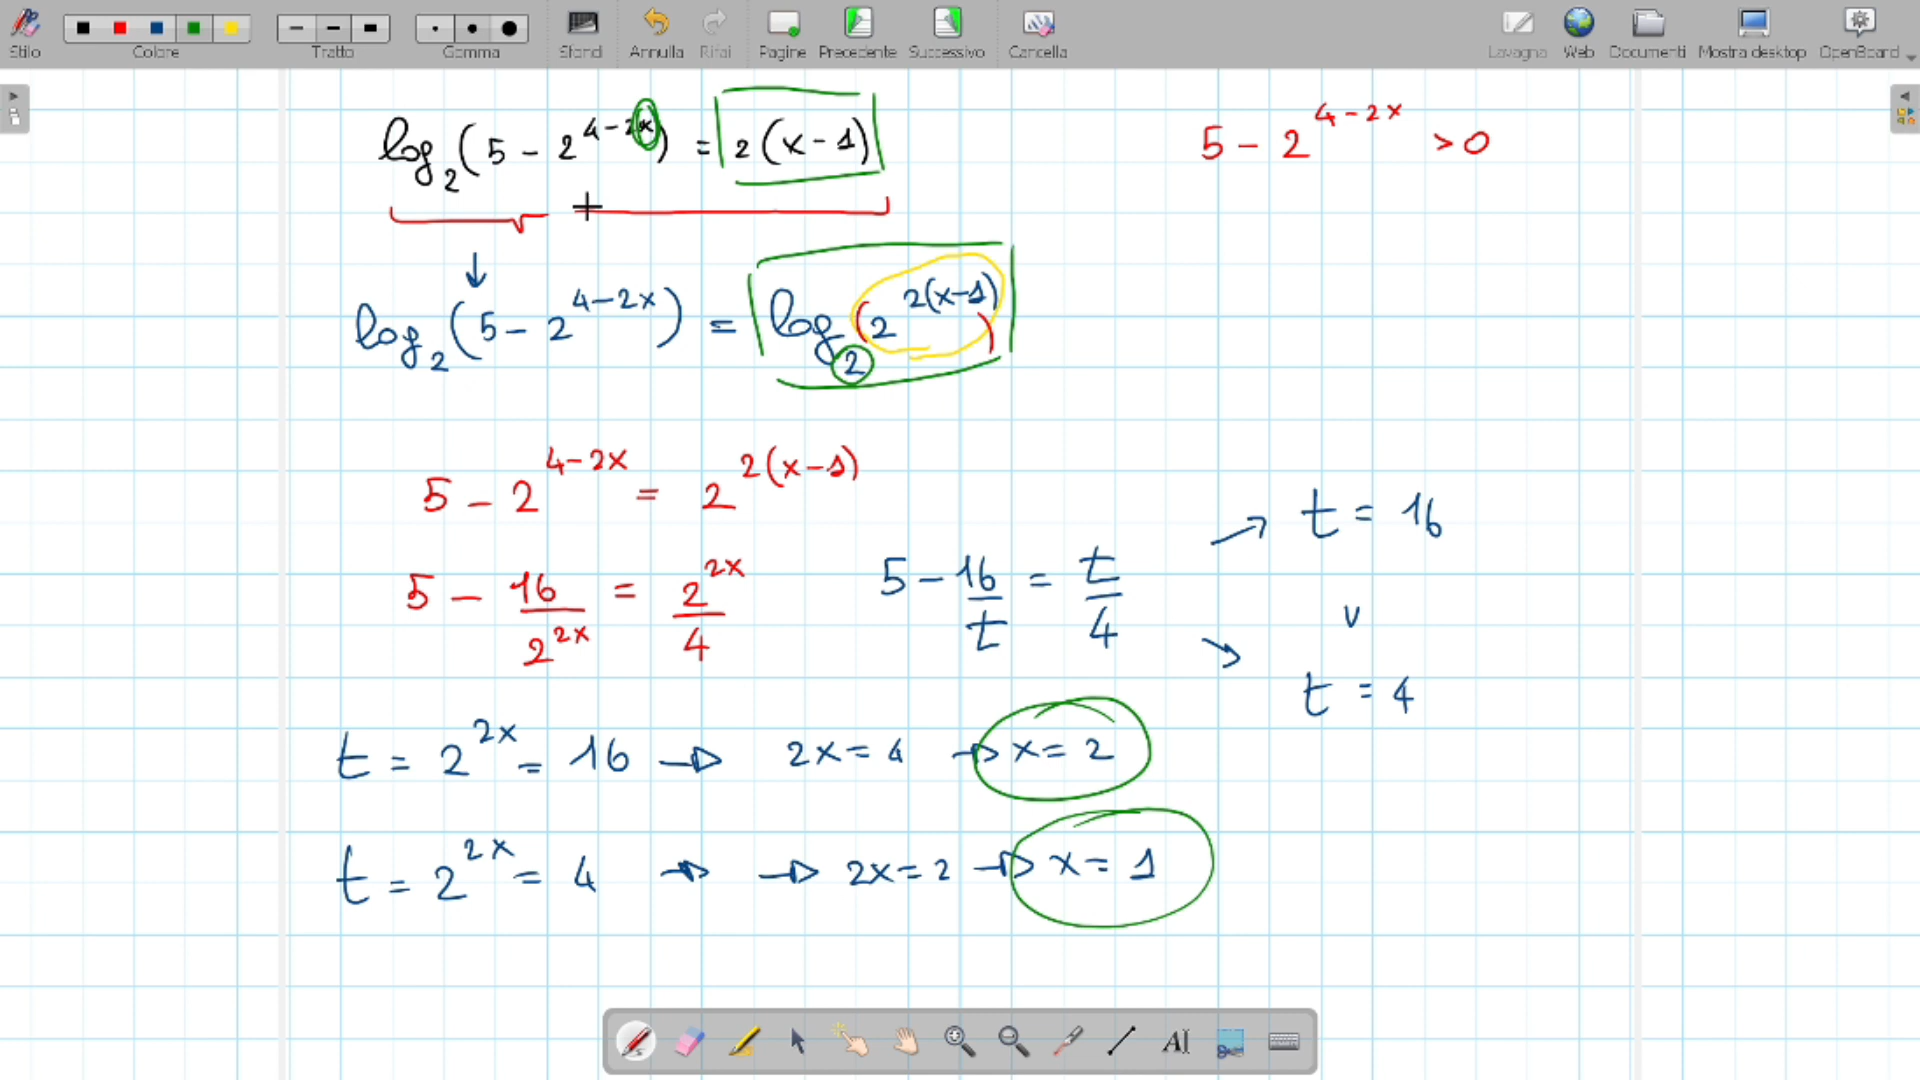 Stilo Colore Tratto Gomma Sfondi Annulla Rifai Pagine Precedente Successivo Cancella Lavagna Web Documenti Mostra desktop OpenBoard
log₂(5 - 2^(4-2x)) = 2(x-1)
5 - 2^(4-2x) > 0
log₂(5 - 2^(4-2x)) = log₂(2^(2(x-1)))
5 - 2^(4-2x) = 2^(2(x-1))
t = 16
5 - 16/2^(2x) = 2^(2x)/4
5 - 16/t = t/4
v
t = 4
t = 2^(2x) = 16 → 2x = 4 → x = 2
t = 2^(2x) = 4 → → 2x = 2 → x = 1